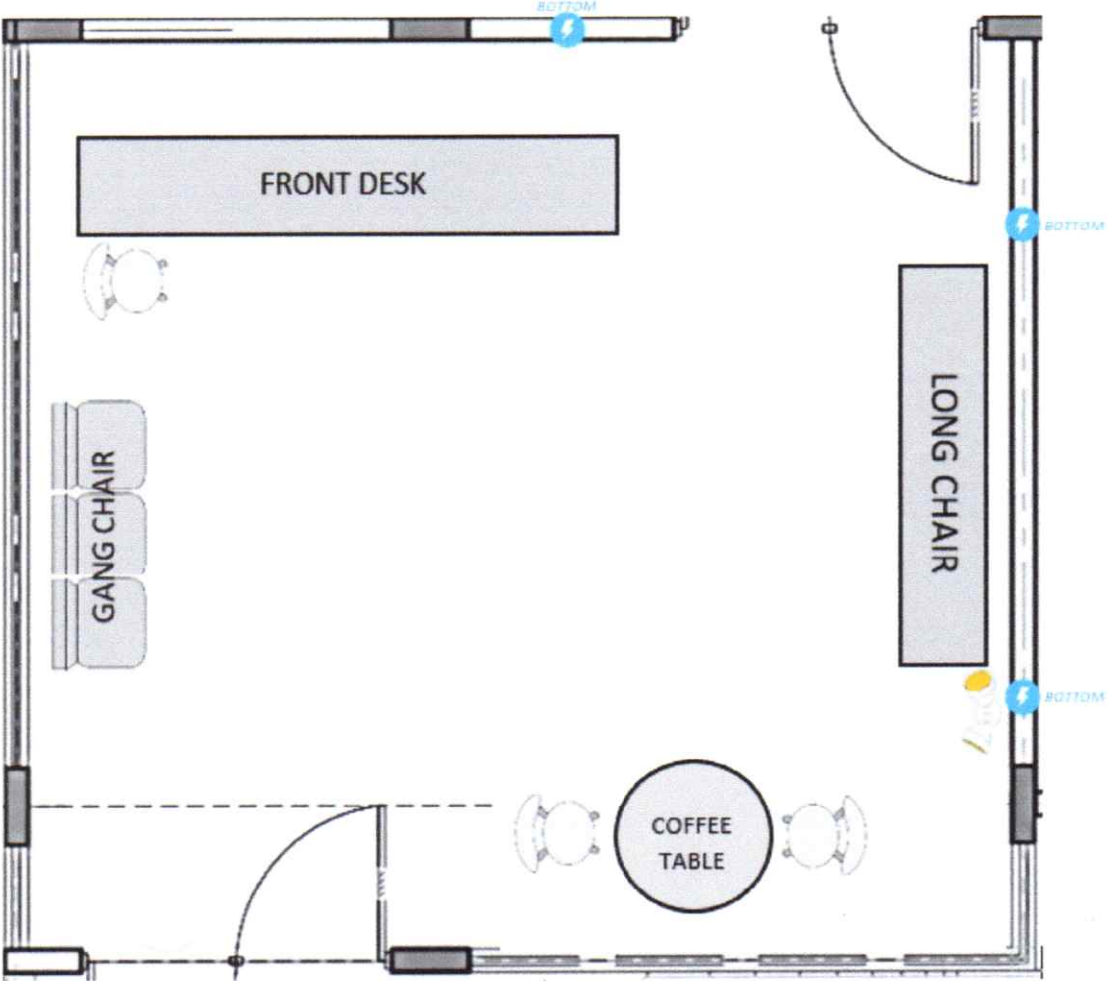 BOTTOM
FRONT DESK
BOTTOM
LONG CHAIR
GANG CHAIR
BOTTOM
COFFEE
TABLE